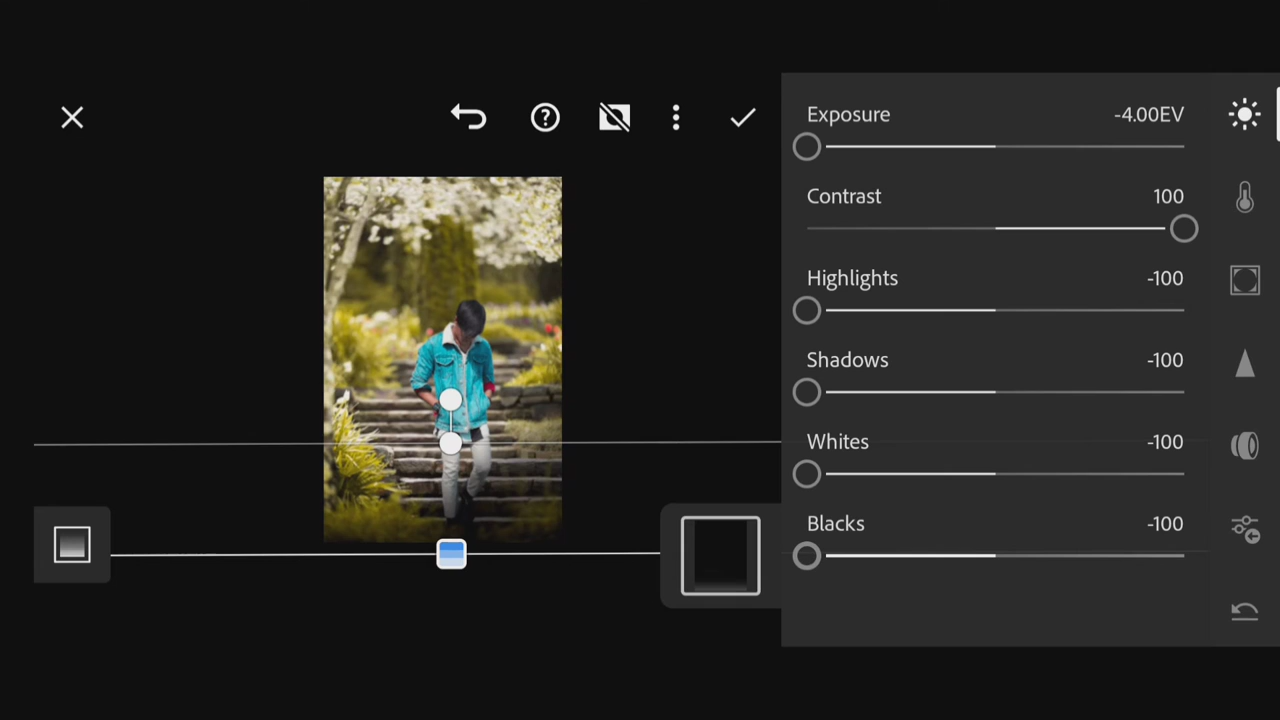 Exposure -4.00EV
Contrast 100
Highlights -100
Shadows -100
Whites -100
Blacks -100